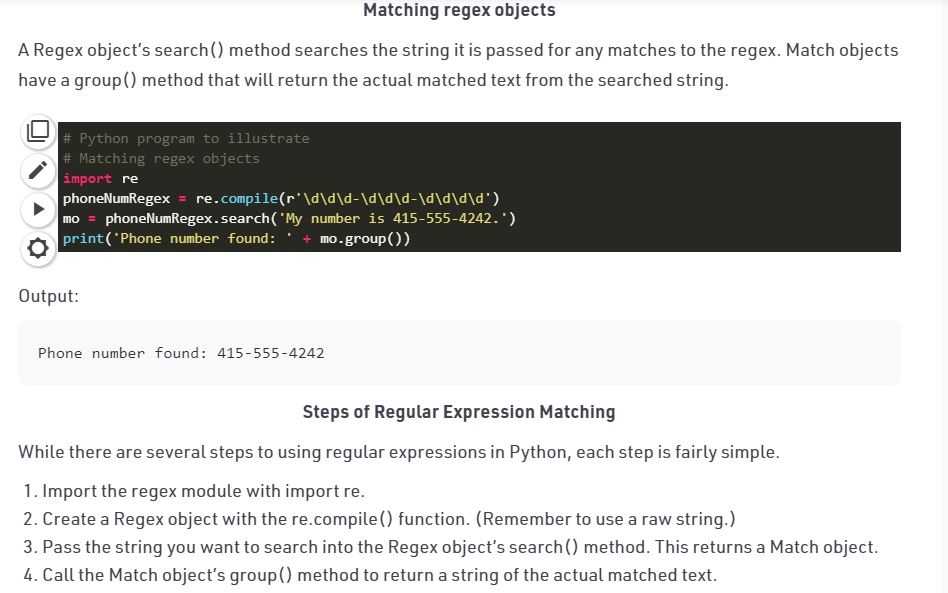 Matching regex objects
A Regex object's search() method searches the string it is passed for any matches to the regex. Match objects
have a group() method that will return the actual matched text from the searched string.
# Python program to illustrate
# Matching regex objects
import re
phoneNumRegex = re.compile(r'\d\d\d-\d\d\d-\d\d\d\d')
mo = phoneNumRegex.search('My number is 415-555-4242.')
print('Phone number found: ' + mo.group())
Output:
Phone number found: 415-555-4242
Steps of Regular Expression Matching
While there are several steps to using regular expressions in Python, each step is fairly simple.
1. Import the regex module with import re.
2. Create a Regex object with the re.compile() function. (Remember to use a raw string.)
3. Pass the string you want to search into the Regex object's search() method. This returns a Match object.
4. Call the Match object's group() method to return a string of the actual matched text.